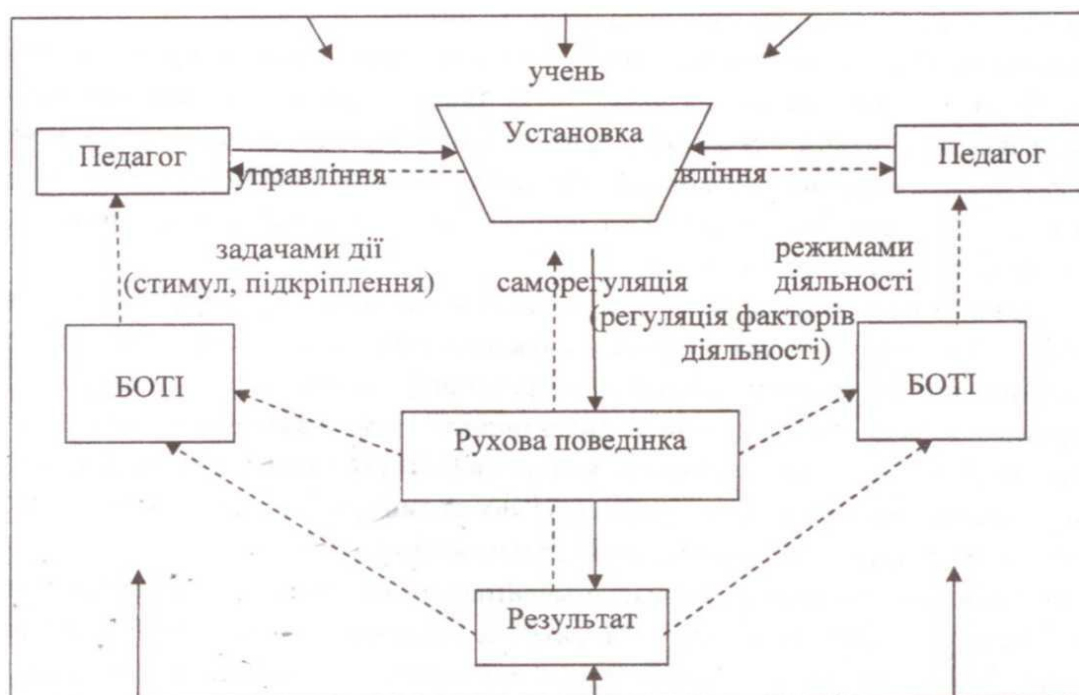 учень
Установка
Педагог
Педагог
управління
вління
задачами дії
(стимул, підкріплення)
саморегуляція
(регуляція факторів
діяльності)
режимами
діяльності
БОТІ
БОТІ
Рухова поведінка
Результат